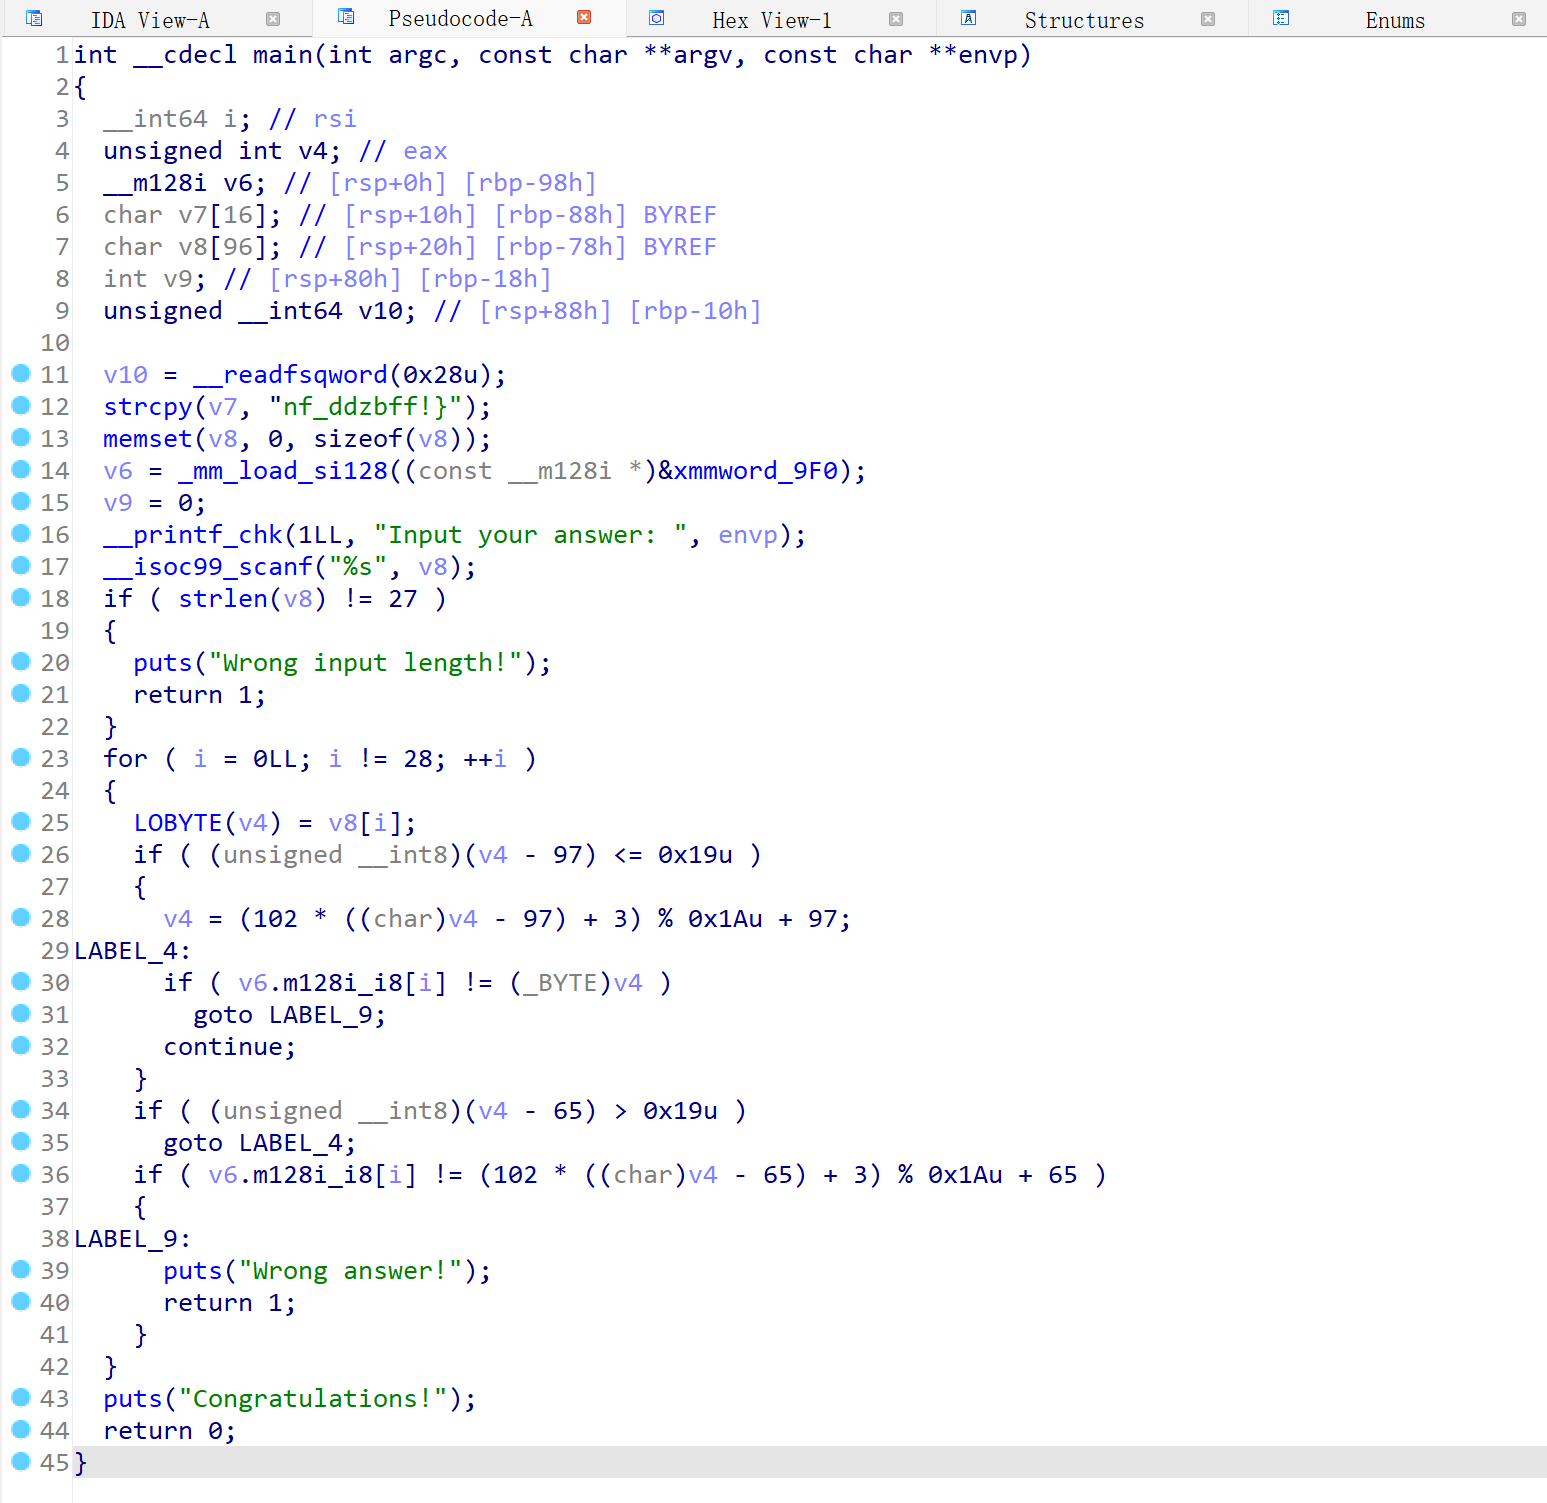 IDA View-A Pseudocode-A Hex View-1 Structures Enums
1 int __cdecl main(int argc, const char **argv, const char **envp)
2 {
3   __int64 i; // rsi
4   unsigned int v4; // eax
5   __m128i v6; // [rsp+0h] [rbp-98h]
6   char v7[16]; // [rsp+10h] [rbp-88h] BYREF
7   char v8[96]; // [rsp+20h] [rbp-78h] BYREF
8   int v9; // [rsp+80h] [rbp-18h]
9   unsigned __int64 v10; // [rsp+88h] [rbp-10h]
10
11   v10 = __readfsqword(0x28u);
12   strcpy(v7, "nf_ddzbff!}");
13   memset(v8, 0, sizeof(v8));
14   v6 = _mm_load_si128((const __m128i *)&xmmword_9F0);
15   v9 = 0;
16   __printf_chk(1LL, "Input your answer: ", envp);
17   __isoc99_scanf("%s", v8);
18   if ( strlen(v8) != 27 )
19   {
20     puts("Wrong input length!");
21     return 1;
22   }
23   for ( i = 0LL; i != 28; ++i )
24   {
25     LOBYTE(v4) = v8[i];
26     if ( (unsigned __int8)(v4 - 97) <= 0x19u )
27     {
28       v4 = (102 * ((char)v4 - 97) + 3) % 0x1Au + 97;
29 LABEL_4:
30       if ( v6.m128i_i8[i] != (_BYTE)v4 )
31         goto LABEL_9;
32       continue;
33     }
34     if ( (unsigned __int8)(v4 - 65) > 0x19u )
35       goto LABEL_4;
36     if ( v6.m128i_i8[i] != (102 * ((char)v4 - 65) + 3) % 0x1Au + 65 )
37     {
38 LABEL_9:
39       puts("Wrong answer!");
40       return 1;
41     }
42   }
43   puts("Congratulations!");
44   return 0;
45 }